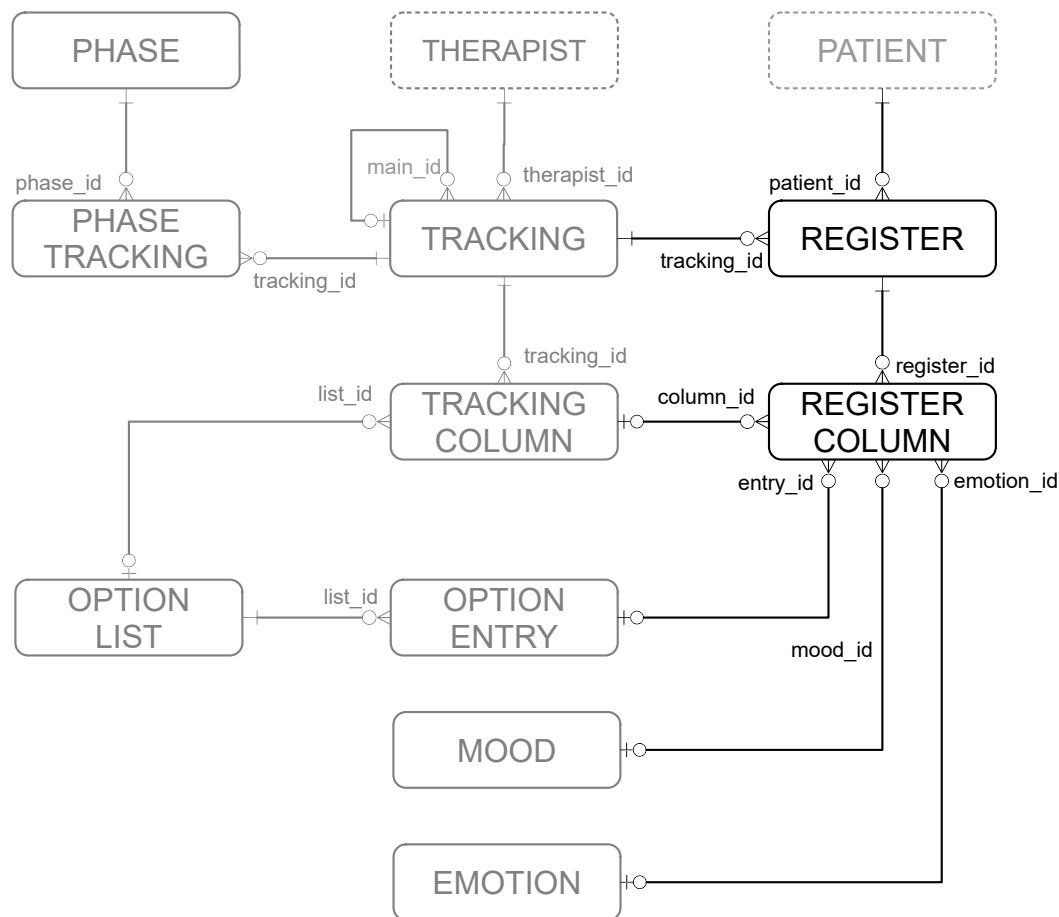 PHASE
THERAPIST
PATIENT
main_id
phase_id
therapist_id
patient_id
PHASE
TRACKING
TRACKING
REGISTER
tracking_id
tracking_id
tracking_id
register_id
list_id
column_id
TRACKING
COLUMN
REGISTER
COLUMN
entry_id
emotion_id
OPTION
LIST
list_id
OPTION
ENTRY
mood_id
MOOD
EMOTION